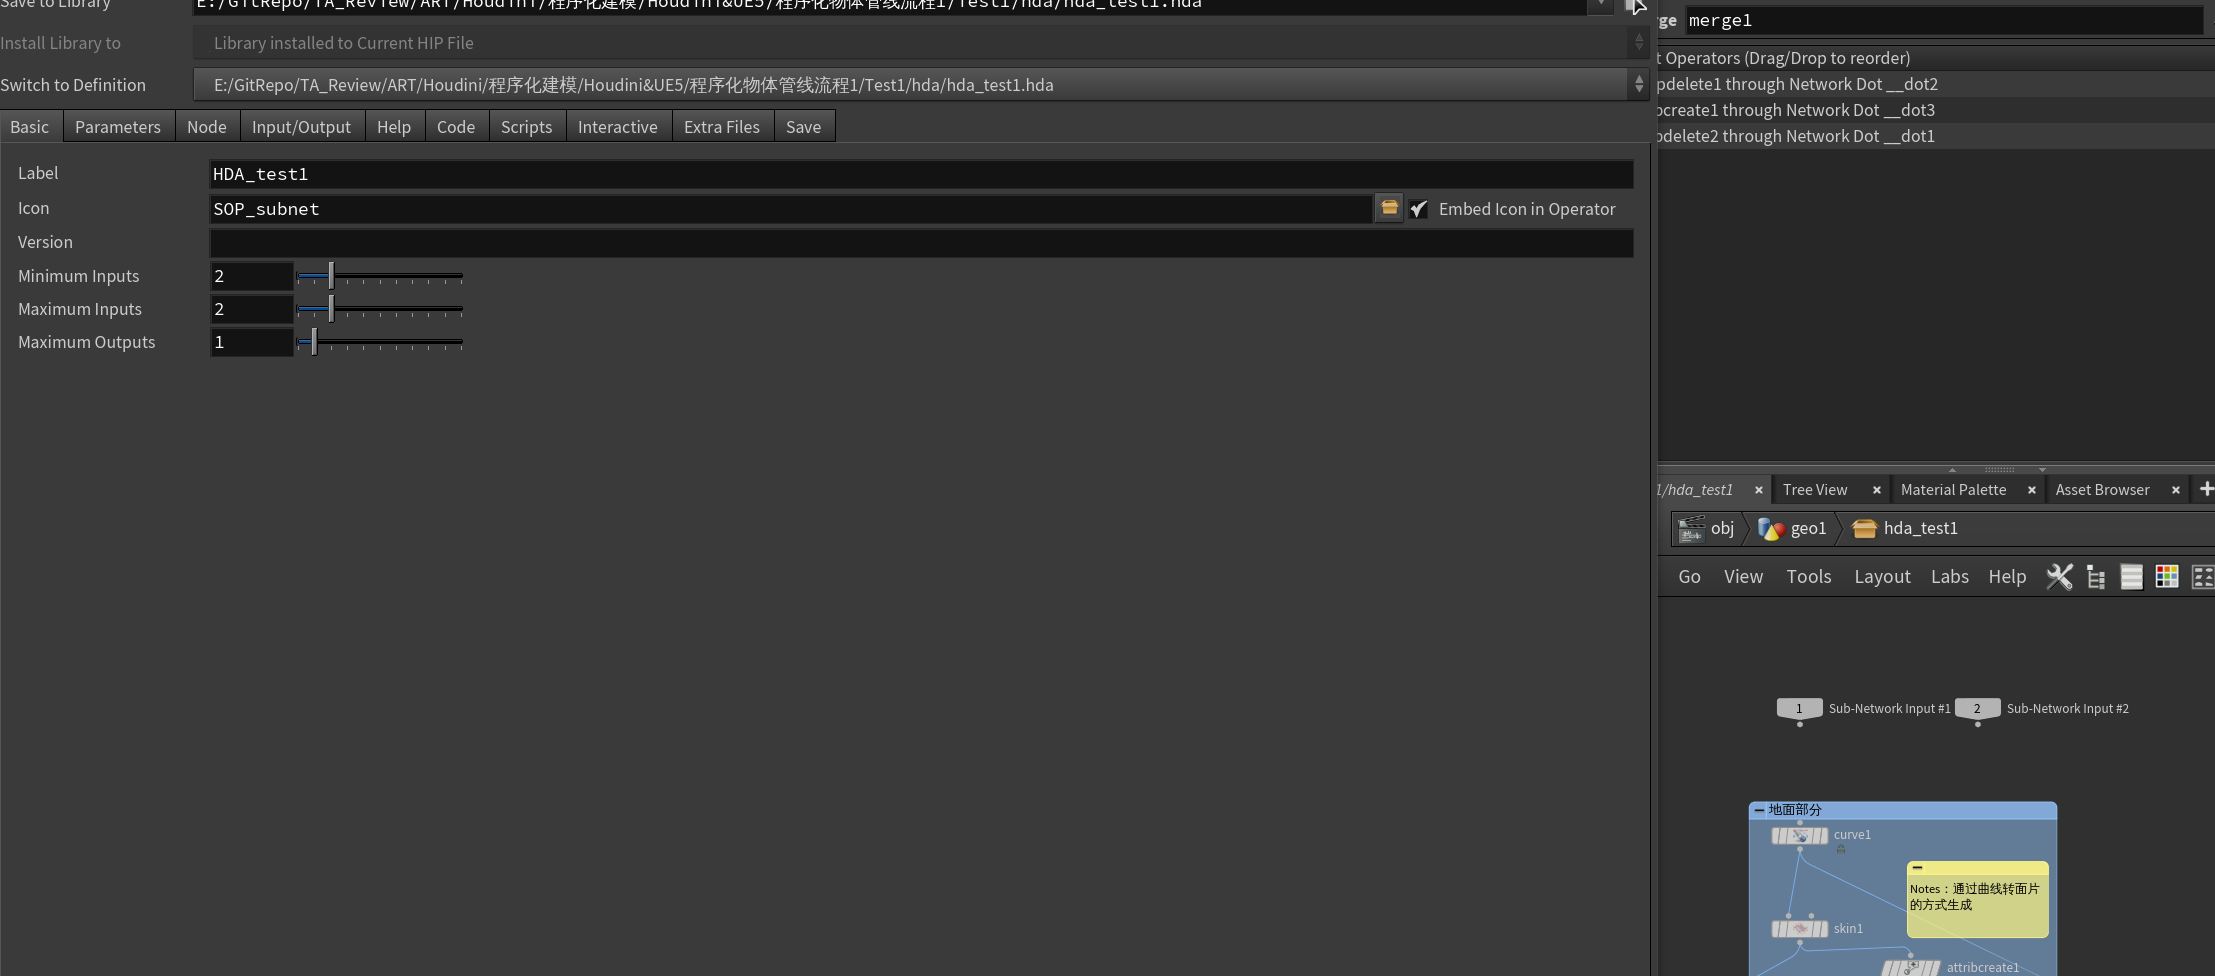 Save to Library E:/GitRepo/TA_Review/ART/Houdini/程序化建模/Houdini&UE5/程序化物体管线流程1/Test1/hda/hda_test1.hda
Install Library to Library installed to Current HIP File
Switch to Definition E:/GitRepo/TA_Review/ART/Houdini/程序化建模/Houdini&UE5/程序化物体管线流程1/Test1/hda/hda_test1.hda
Basic Parameters Node Input/Output Help Code Scripts Interactive Extra Files Save
Label HDA_test1
Icon SOP_subnet Embed Icon in Operator
Version
Minimum Inputs 2
Maximum Inputs 2
Maximum Outputs 1
ge merge1
t Operators (Drag/Drop to reorder)
pdelete1 through Network Dot __dot2
bcreate1 through Network Dot __dot3
pdelete2 through Network Dot __dot1
1/hda_test1 Tree View Material Palette Asset Browser
obj geo1 hda_test1
Go View Tools Layout Labs Help
1 Sub-Network Input #1 2 Sub-Network Input #2
地面部分
curve1
Notes：通过曲线转面片
的方式生成
skin1
attribcreate1